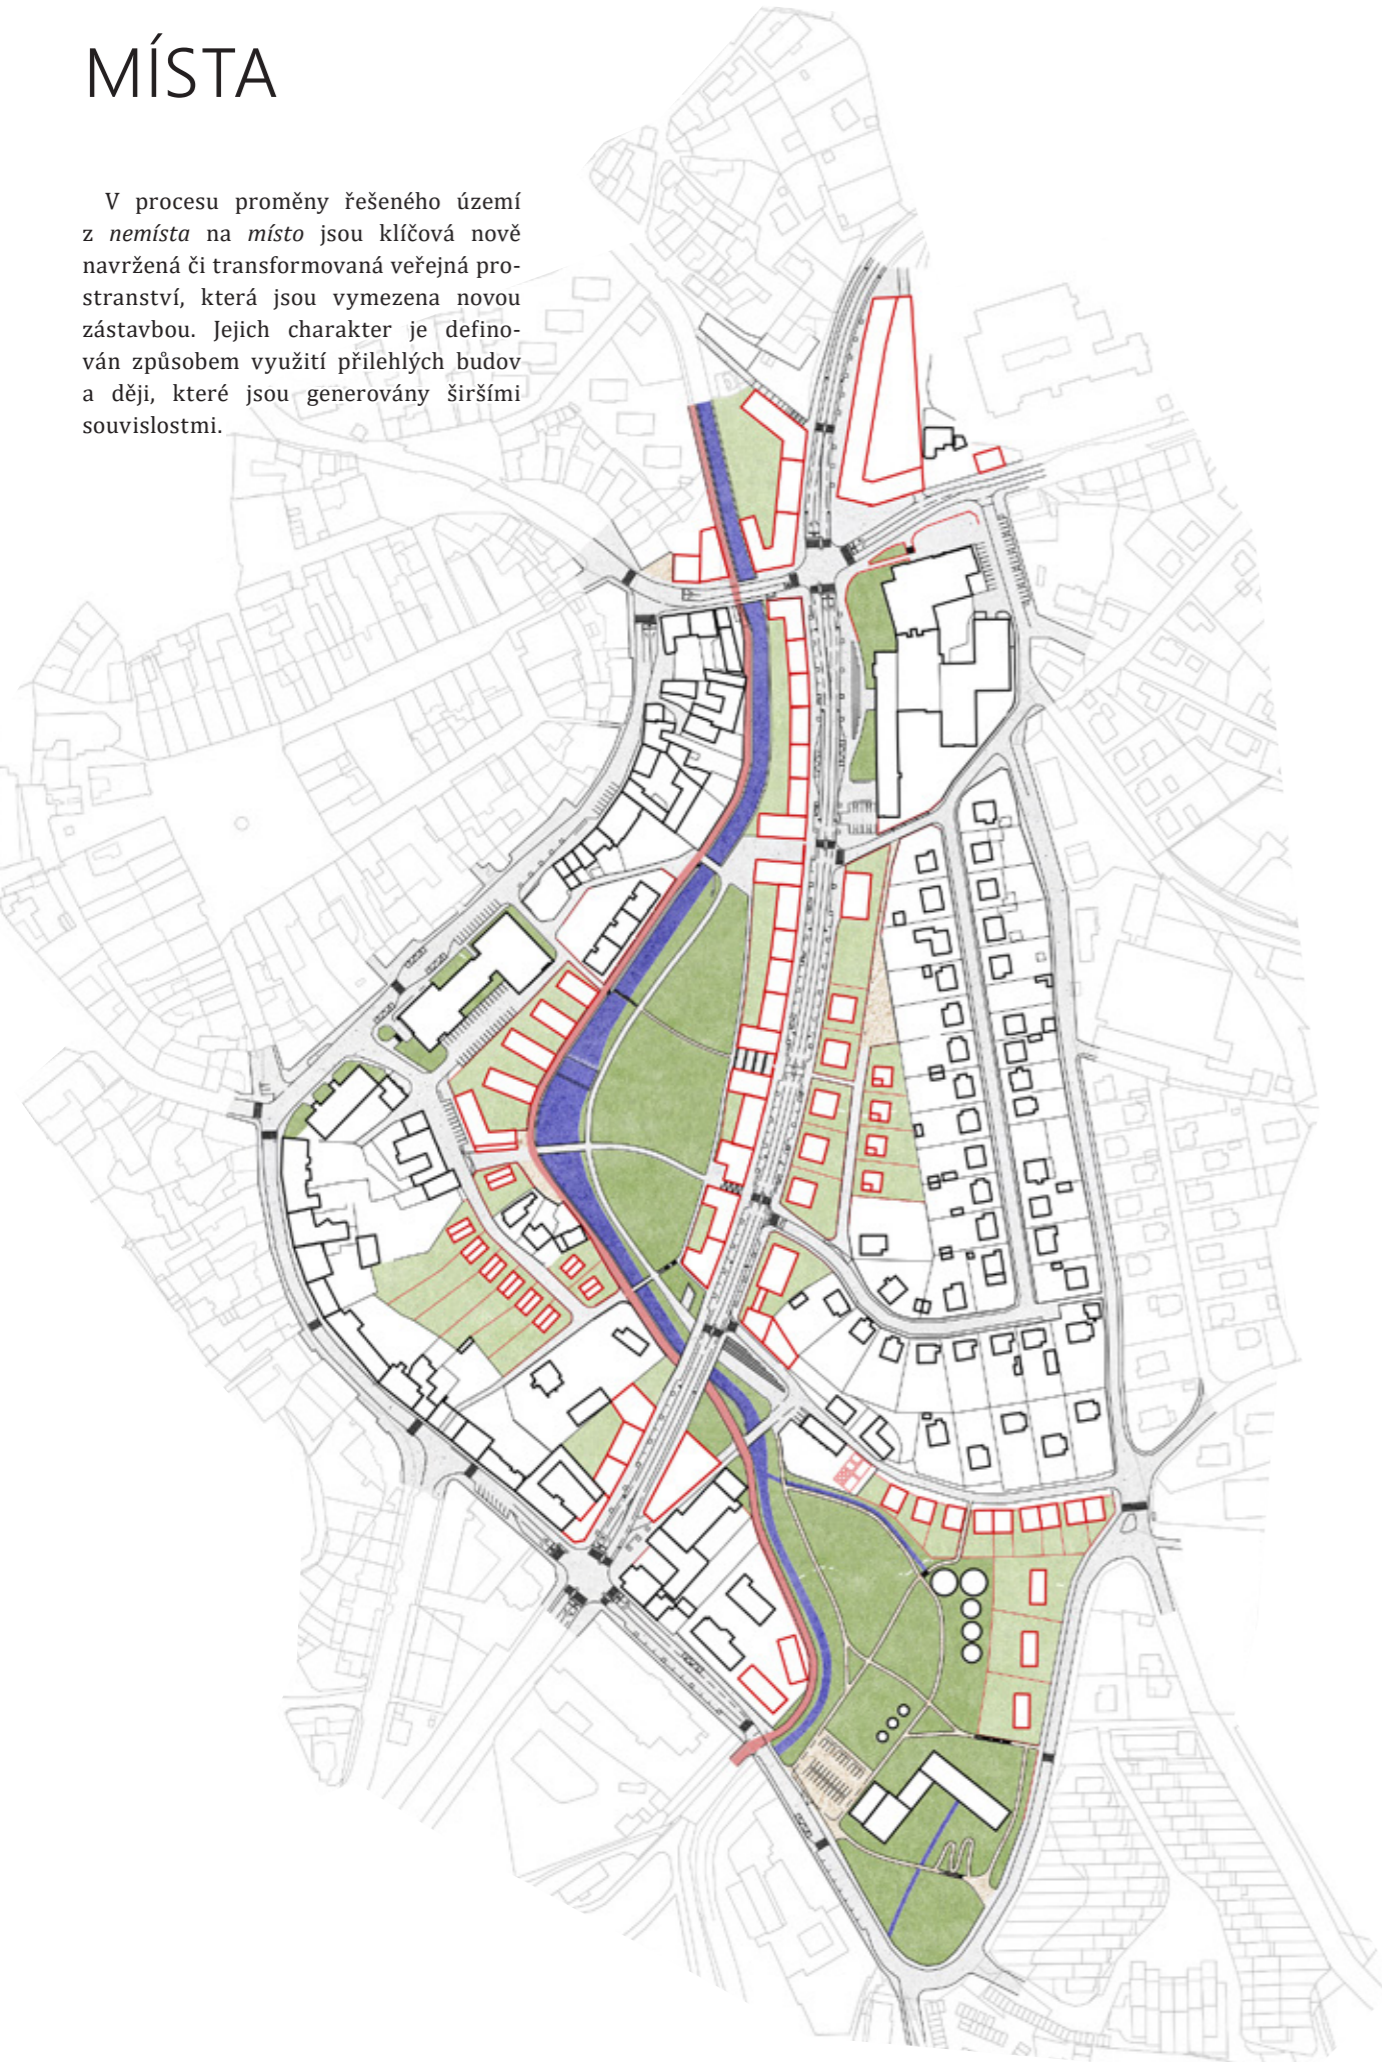 MÍSTA
V procesu proměny řešeného území
z nemísta na místo jsou klíčová nově
navržená či transformovaná veřejná pro-
stranství, která jsou vymezena novou
zástavbou. Jejich charakter je defino-
ván způsobem využití přilehlých budov
a ději, které jsou generovány širšími
souvislostmi.